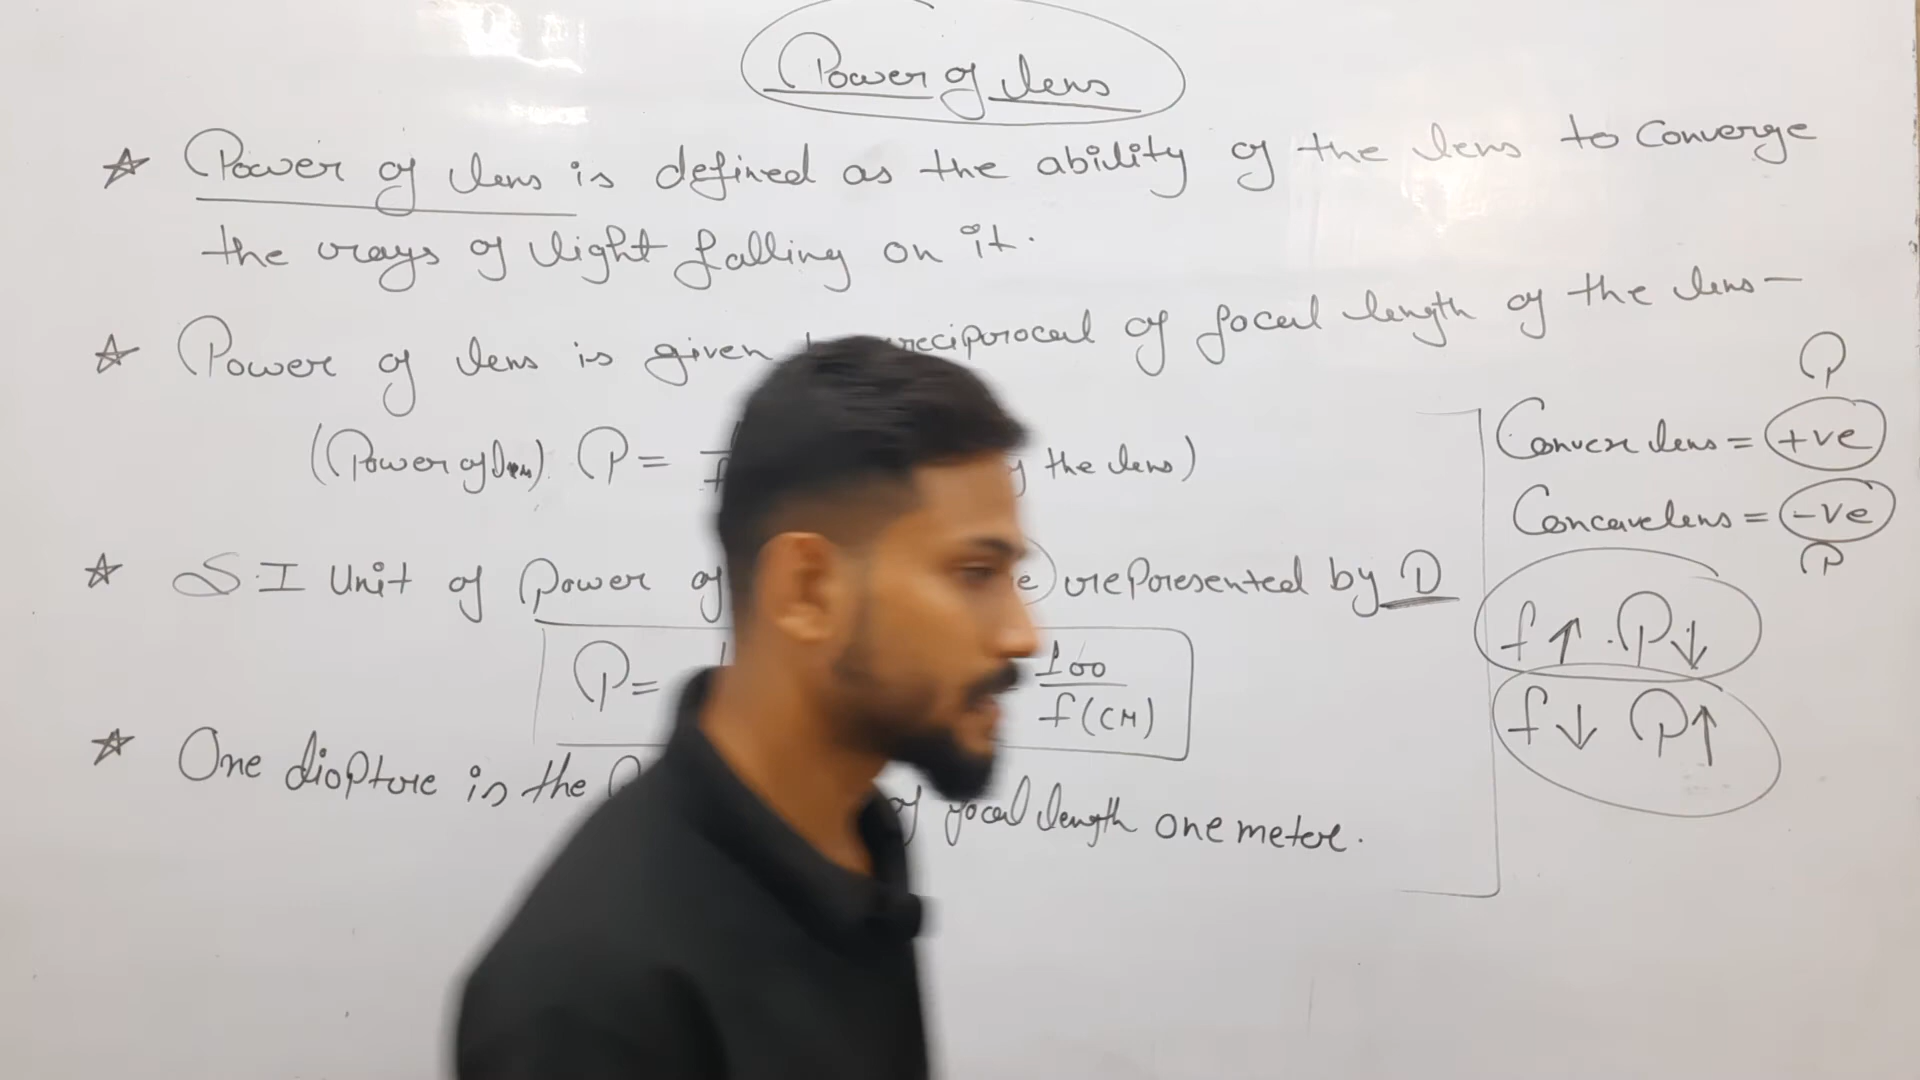 Power of lens
☆ Power of lens is defined as the ability of the lens to Converge
the rays of light falling on it.
☆ Power of lens is given reciprocal of focal length of the lens—
(Power of lens) P = the lens)
☆ S.I Unit of power of represented by D
P = 100
f(CM)
☆ One dioptre is the of focal length one meter.
P
Convex lens = +ve
Concave lens = -ve
P
f↑ P↓
f↓ P↑